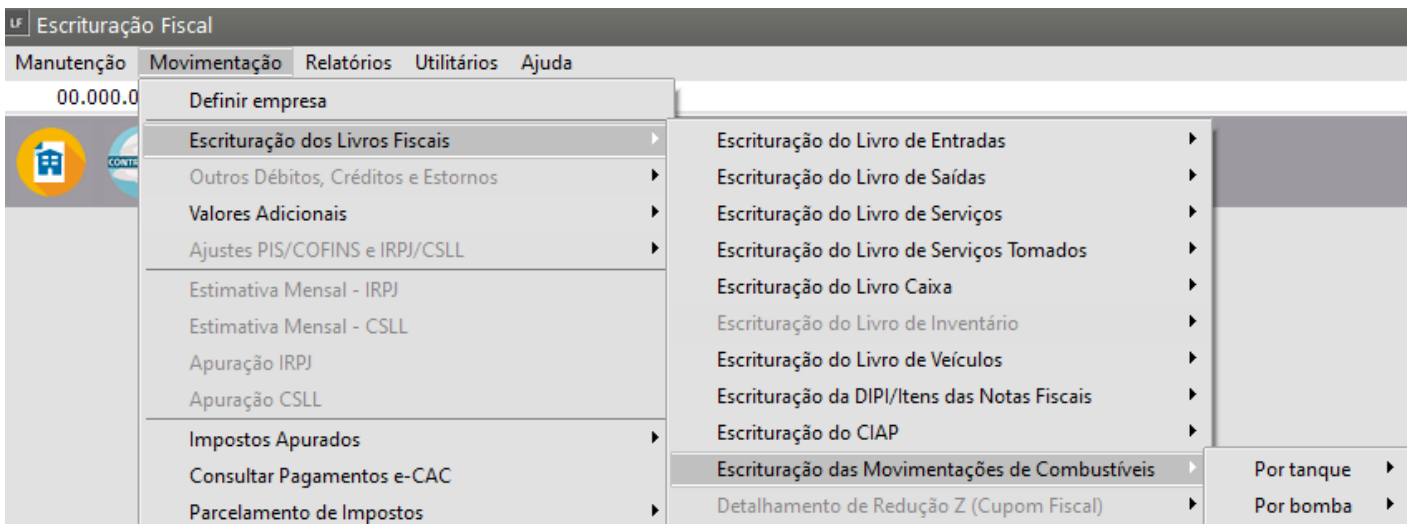 LF Escrituração Fiscal
Manutenção Movimentação Relatórios Utilitários Ajuda
00.000.0
Definir empresa
Escrituração dos Livros Fiscais
Outros Débitos, Créditos e Estornos
Valores Adicionais
Ajustes PIS/COFINS e IRPJ/CSLL
Estimativa Mensal - IRPJ
Estimativa Mensal - CSLL
Apuração IRPJ
Apuração CSLL
Impostos Apurados
Consultar Pagamentos e-CAC
Parcelamento de Impostos
Escrituração do Livro de Entradas
Escrituração do Livro de Saídas
Escrituração do Livro de Serviços
Escrituração do Livro de Serviços Tomados
Escrituração do Livro Caixa
Escrituração do Livro de Inventário
Escrituração do Livro de Veículos
Escrituração da DIPI/Itens das Notas Fiscais
Escrituração do CIAP
Escrituração das Movimentações de Combustíveis
Detalhamento de Redução Z (Cupom Fiscal)
Por tanque
Por bomba